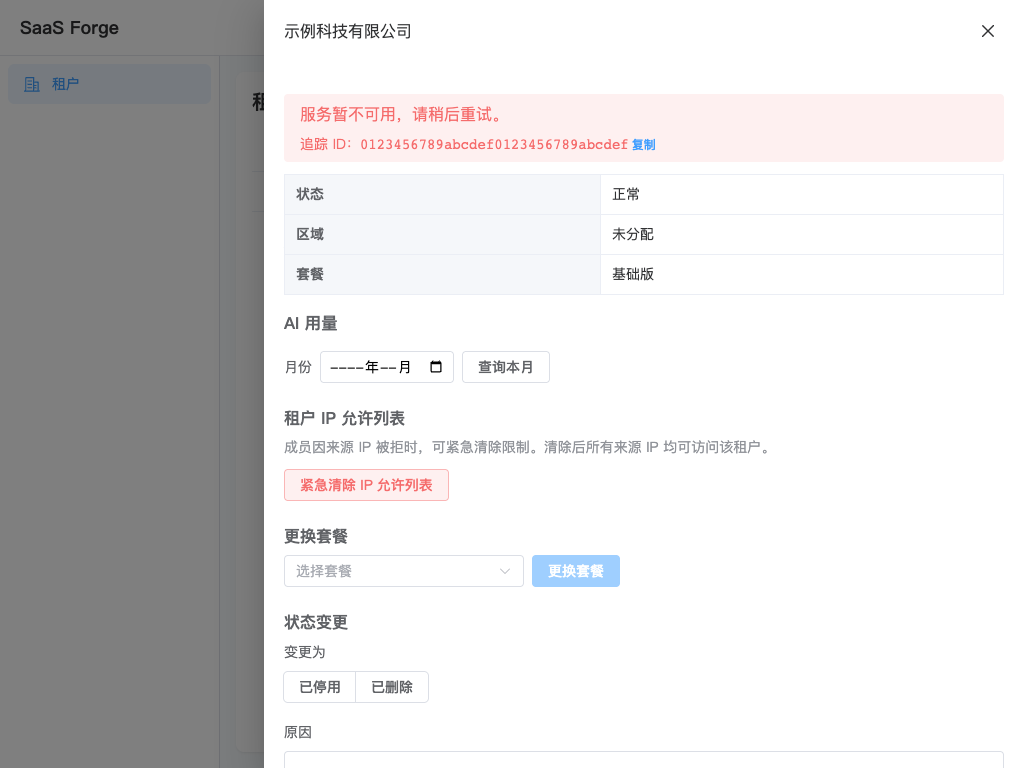 SaaS Forge
租户
示例科技有限公司
服务暂不可用，请稍后重试。
追踪 ID：0123456789abcdef0123456789abcdef 复制
状态 正常
区域 未分配
套餐 基础版
AI 用量
月份 ----年--月 查询本月
租户 IP 允许列表
成员因来源 IP 被拒时，可紧急清除限制。清除后所有来源 IP 均可访问该租户。
紧急清除 IP 允许列表
更换套餐
选择套餐 更换套餐
状态变更
变更为
已停用 已删除
原因